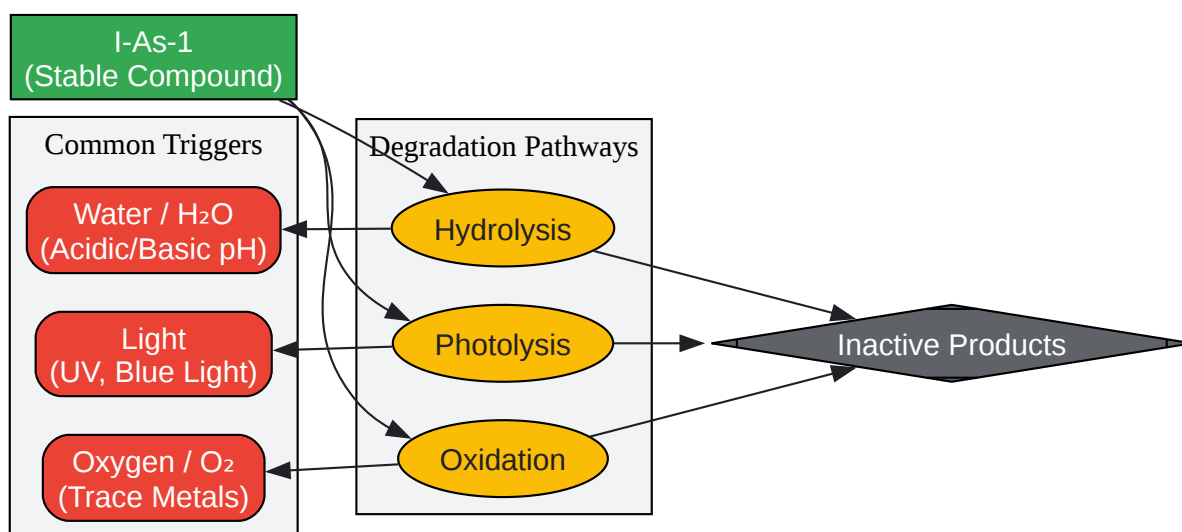 I-As-1
(Stable Compound)
Common Triggers
Water / H₂O
(Acidic/Basic pH)
Light
(UV, Blue Light)
Oxygen / O₂
(Trace Metals)
Degradation Pathways
Hydrolysis
Photolysis
Oxidation
Inactive Products